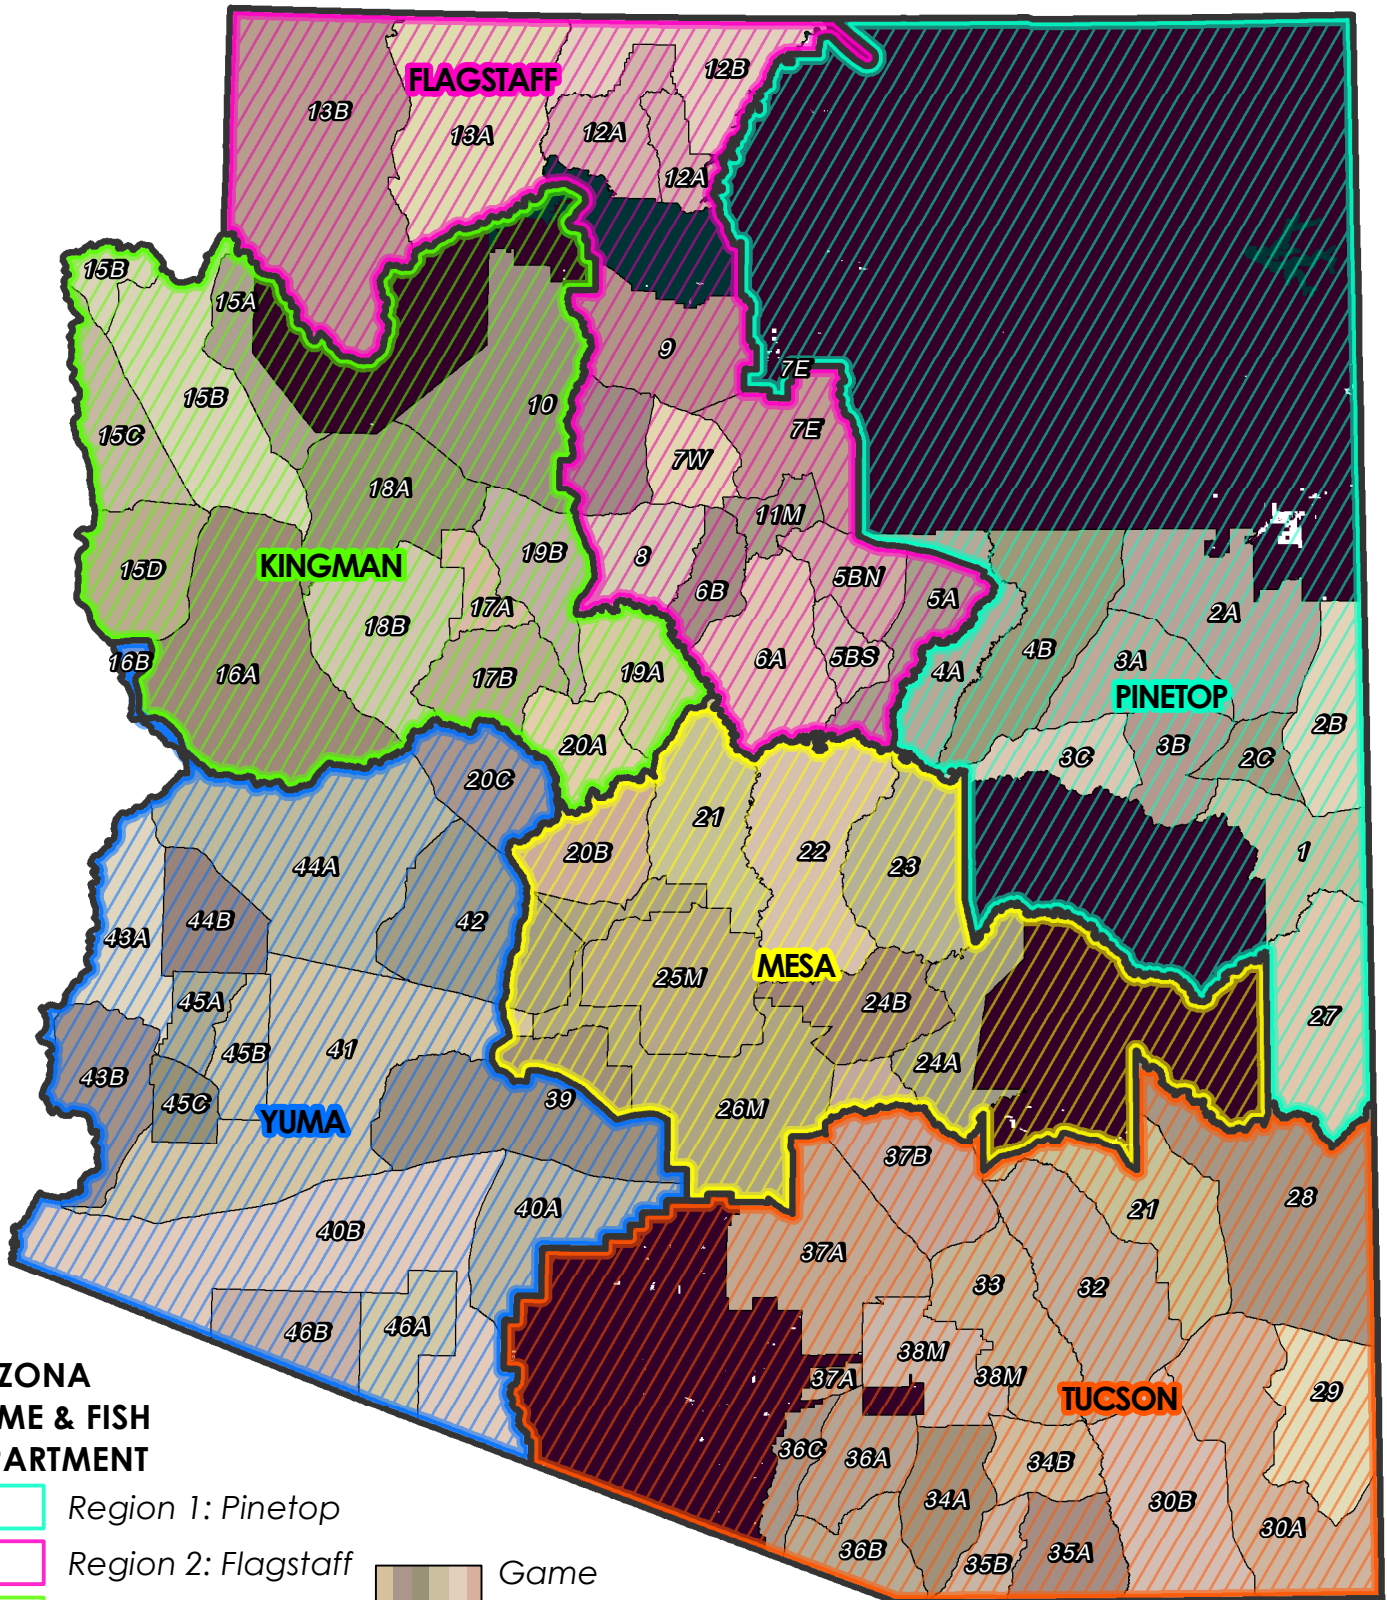 12B
FLAGSTAFF
13B
13A
12A
12A
15B
15A
9
7E
15B
10
15C
7E
7W
18A
11M
19B
8
KINGMAN
15D
5BN
6B
5A
17A
2A
18B
4B
16B
6A
5BS
3A
16A
17B
19A
4A
PINETOP
2B
20A
3B
3C
2C
20C
21
20B
22
1
44A
23
44B
42
43A
MESA
25M
45A
24B
27
41
45B
24A
43B
39
45C
26M
YUMA
37B
28
40A
21
40B
37A
33
32
46A
46B
38M
37A
38M
29
TUCSON
36C
36A
34B
34A
30B
30A
36B
35B
35A
ZONA
ME & FISH
PARTMENT
Region 1: Pinetop
Region 2: Flagstaff
Game